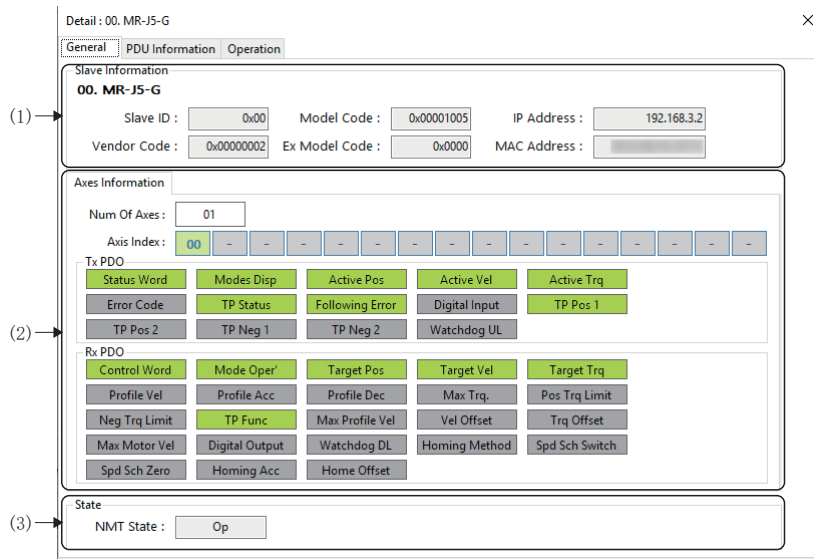 Detail : 00. MR-J5-G
General PDU Information Operation
Slave Information
00. MR-J5-G
(1)
Slave ID : 0x00 Model Code : 0x00001005 IP Address : 192.168.3.2
Vendor Code : 0x00000002 Ex Model Code : 0x0000 MAC Address :
Axes Information
Num Of Axes : 01
Axis Index : 00 - - - - - - - - - - - - - - -
Tx PDO
Status Word Modes Disp Active Pos Active Vel Active Trq
Error Code TP Status Following Error Digital Input TP Pos 1
(2)
TP Pos 2 TP Neg 1 TP Neg 2 Watchdog UL
Rx PDO
Control Word Mode Oper' Target Pos Target Vel Target Trq
Profile Vel Profile Acc Profile Dec Max Trq. Pos Trq Limit
Neg Trq Limit TP Func Max Profile Vel Vel Offset Trq Offset
Max Motor Vel Digital Output Watchdog DL Homing Method Spd Sch Switch
Spd Sch Zero Homing Acc Home Offset
State
(3)
NMT State : Op